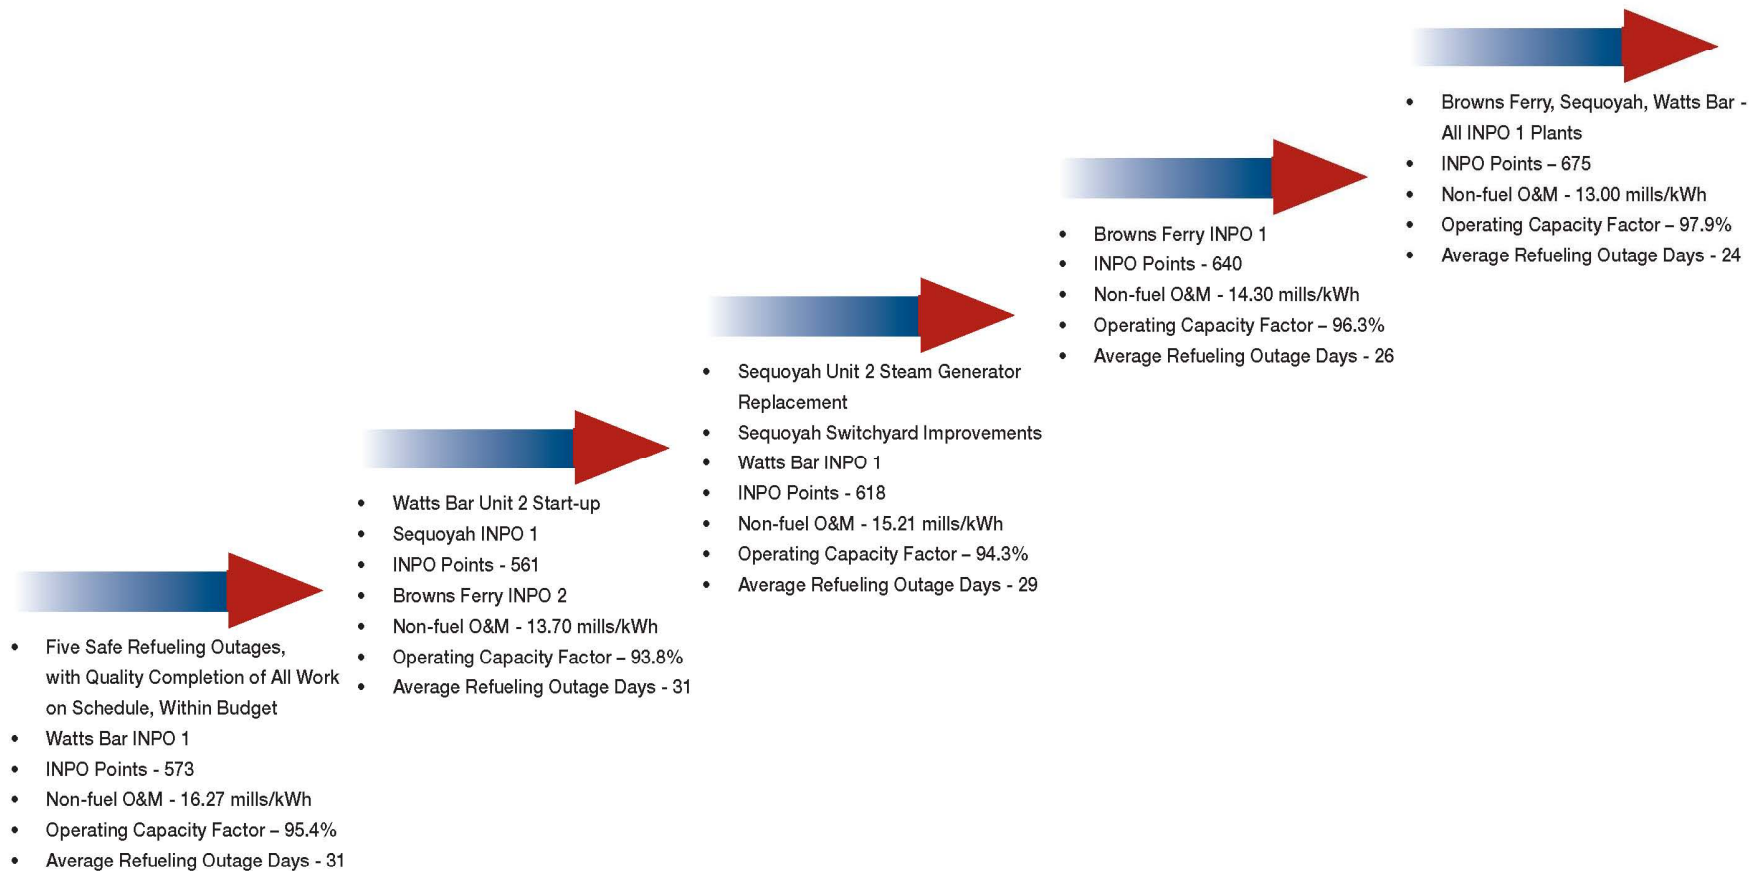 • Five Safe Refueling Outages,
with Quality Completion of All Work
on Schedule, Within Budget
• Watts Bar INPO 1
• INPO Points - 573
• Non-fuel O&M - 16.27 mills/kWh
• Operating Capacity Factor – 95.4%
• Average Refueling Outage Days - 31
• Watts Bar Unit 2 Start-up
• Sequoyah INPO 1
• INPO Points - 561
• Browns Ferry INPO 2
• Non-fuel O&M - 13.70 mills/kWh
• Operating Capacity Factor – 93.8%
• Average Refueling Outage Days - 31
• Sequoyah Unit 2 Steam Generator
Replacement
• Sequoyah Switchyard Improvements
• Watts Bar INPO 1
• INPO Points - 618
• Non-fuel O&M - 15.21 mills/kWh
• Operating Capacity Factor – 94.3%
• Average Refueling Outage Days - 29
• Browns Ferry INPO 1
• INPO Points - 640
• Non-fuel O&M - 14.30 mills/kWh
• Operating Capacity Factor – 96.3%
• Average Refueling Outage Days - 26
• Browns Ferry, Sequoyah, Watts Bar -
All INPO 1 Plants
• INPO Points – 675
• Non-fuel O&M - 13.00 mills/kWh
• Operating Capacity Factor – 97.9%
• Average Refueling Outage Days - 24